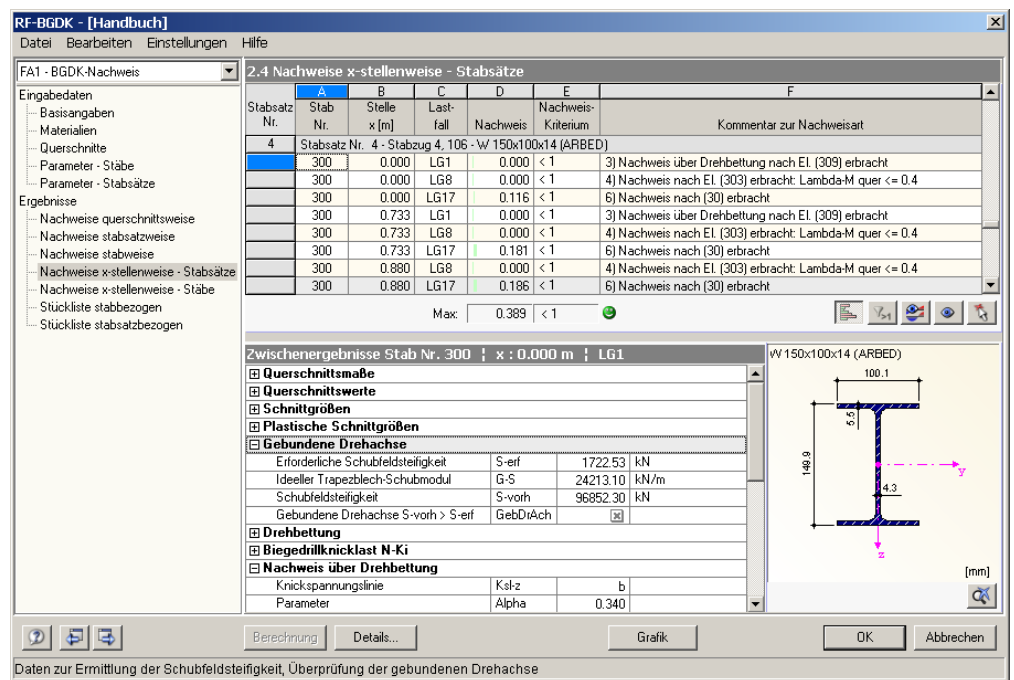 RF-BGDK - [Handbuch]
Datei Bearbeiten Einstellungen Hilfe
FA1 - BGDK-Nachweis
Eingabedaten
Basisangaben
Materialien
Querschnitte
Parameter - Stäbe
Parameter - Stabsätze
Ergebnisse
Nachweise querschnittsweise
Nachweise stabsatzweise
Nachweise stabweise
Nachweise x-stellenweise - Stabsätze
Nachweise x-stellenweise - Stäbe
Stückliste stabbezogen
Stückliste stabsatzbezogen
2.4 Nachweise x-stellenweise - Stabsätze
A B C D E F
Stabsatz Stab Stelle Last- Nachweis-
Nr. Nr. x [m] fall Nachweis Kriterium Kommentar zur Nachweisart
4 Stabsatz Nr. 4 - Stabzug 4, 106 - W 150x100x14 (ARBED)
300 0.000 LG1 0.000 < 1 3) Nachweis über Drehbettung nach El. (309) erbracht
300 0.000 LG8 0.000 < 1 4) Nachweis nach El. (303) erbracht: Lambda-M quer <= 0.4
300 0.000 LG17 0.116 < 1 6) Nachweis nach (30) erbracht
300 0.733 LG1 0.000 < 1 3) Nachweis über Drehbettung nach El. (309) erbracht
300 0.733 LG8 0.000 < 1 4) Nachweis nach El. (303) erbracht: Lambda-M quer <= 0.4
300 0.733 LG17 0.181 < 1 6) Nachweis nach (30) erbracht
300 0.880 LG8 0.000 < 1 4) Nachweis nach El. (303) erbracht: Lambda-M quer <= 0.4
300 0.880 LG17 0.186 < 1 6) Nachweis nach (30) erbracht
Max: 0.389 < 1
Zwischenergebnisse Stab Nr. 300 ¦ x : 0.000 m ¦ LG1
Querschnittsmaße
Querschnittswerte
Schnittgrößen
Plastische Schnittgrößen
Gebundene Drehachse
Erforderliche Schubfeldsteifigkeit S-erf 1722.53 kN
Ideeller Trapezblech-Schubmodul G-S 24213.10 kN/m
Schubfeldsteifigkeit S-vorh 96852.30 kN
Gebundene Drehachse S-vorh > S-erf GebDrAch
Drehbettung
Biegedrillknicklast N-Ki
Nachweis über Drehbettung
Knickspannungslinie Ksl-z b
Parameter Alpha 0.340
W 150x100x14 (ARBED)
100.1
5.5
149.9
4.3
y
z
[mm]
Berechnung Details... Grafik OK Abbrechen
Daten zur Ermittlung der Schubfeldsteifigkeit, Überprüfung der gebundenen Drehachse